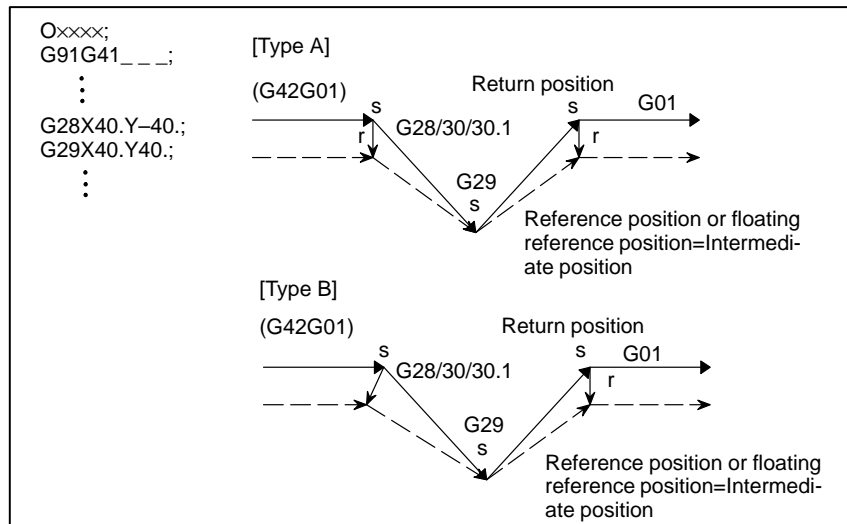 O××××;
G91G41_ _ _;
G28X40.Y–40.;
G29X40.Y40.;
[Type A]
(G42G01)
Return position
s
s
G01
G28/30/30.1
r
r
G29
s
Reference position or floating
reference position=Intermedi-
ate position
[Type B]
(G42G01)
Return position
s
s
G01
G28/30/30.1
r
G29
s
Reference position or floating
reference position=Intermedi-
ate position